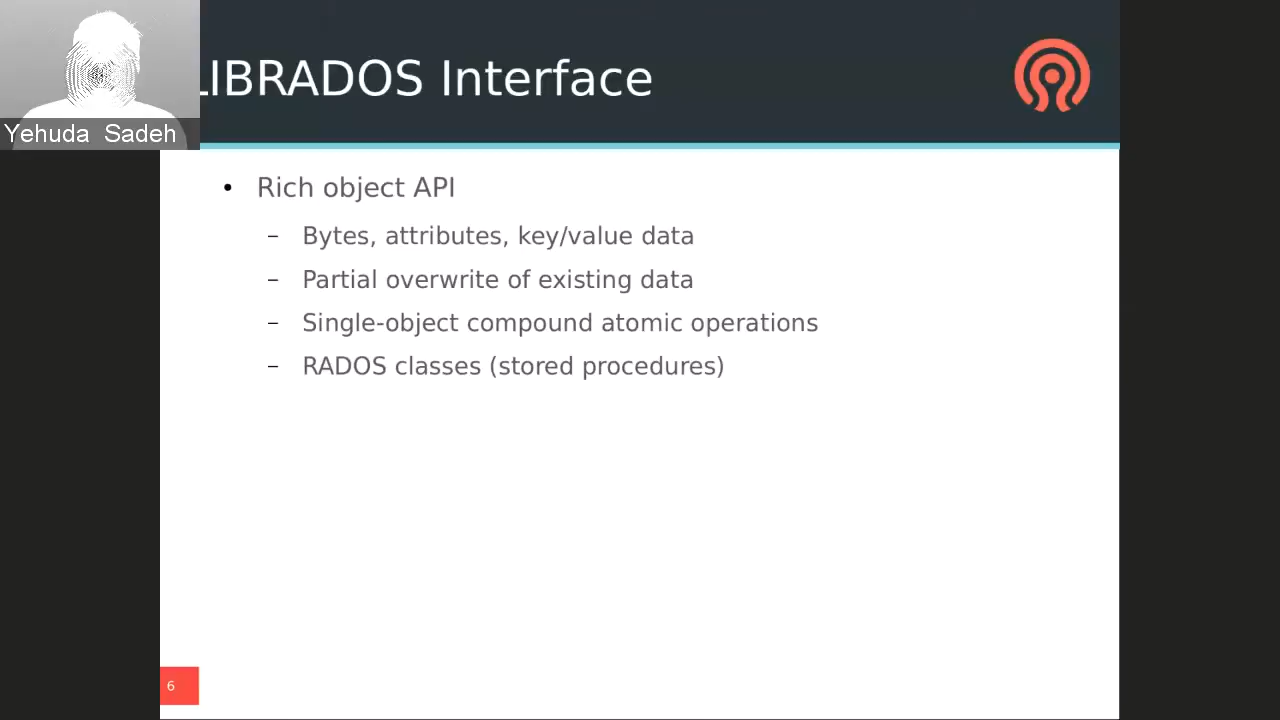 LIBRADOS Interface
Yehuda Sadeh
• Rich object API
– Bytes, attributes, key/value data
– Partial overwrite of existing data
– Single-object compound atomic operations
– RADOS classes (stored procedures)
6